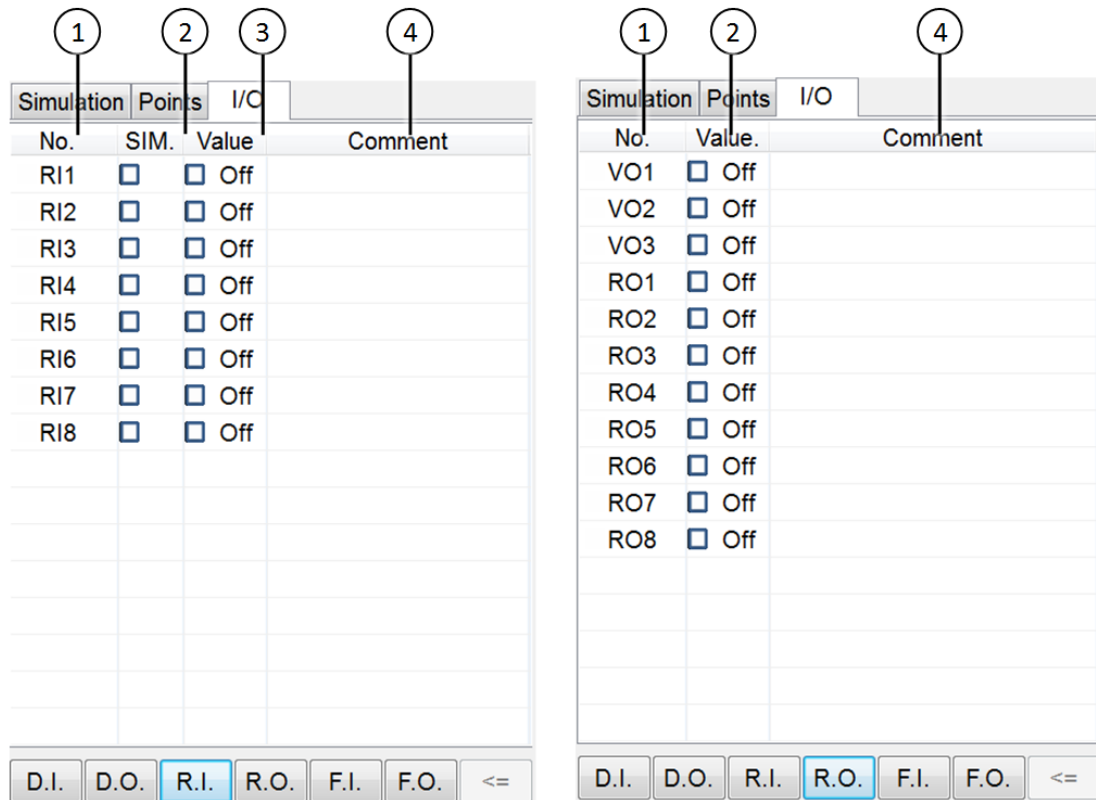 1 2 3 4
Simulation Points I/O
No. SIM. Value Comment
RI1 Off
RI2 Off
RI3 Off
RI4 Off
RI5 Off
RI6 Off
RI7 Off
RI8 Off
D.I. D.O. R.I. R.O. F.I. F.O. <=
1 2 4
Simulation Points I/O
No. Value. Comment
VO1 Off
VO2 Off
VO3 Off
RO1 Off
RO2 Off
RO3 Off
RO4 Off
RO5 Off
RO6 Off
RO7 Off
RO8 Off
D.I. D.O. R.I. R.O. F.I. F.O. <=